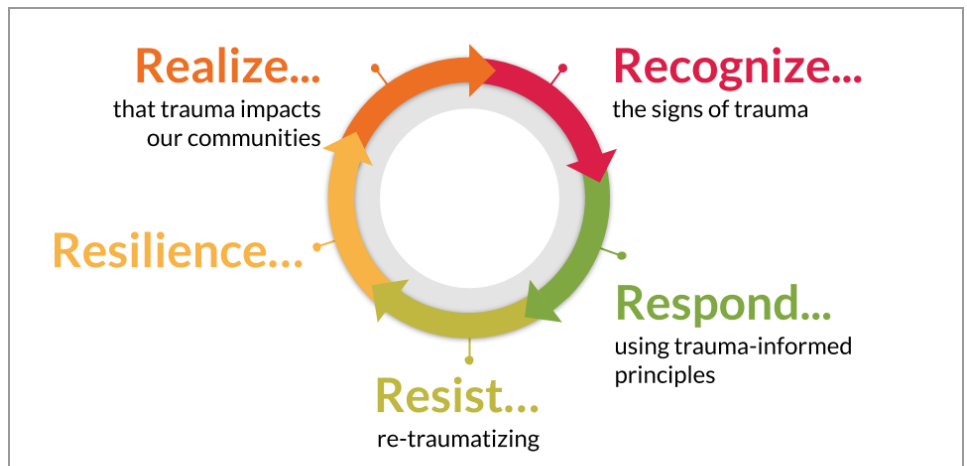 Realize...
that trauma impacts
our communities
Recognize...
the signs of trauma
Respond...
using trauma-informed
principles
Resist...
re-traumatizing
Resilience...